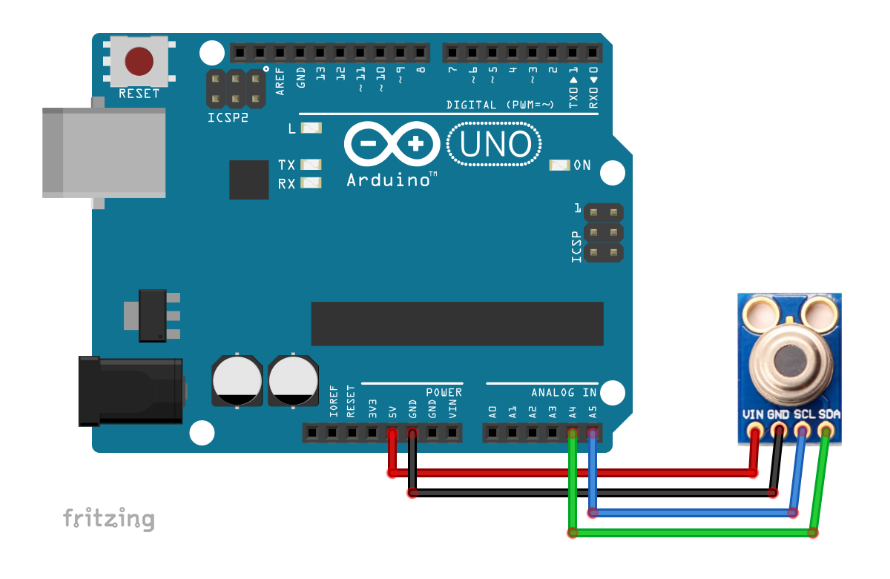 RESET
ICSP2
AREF
GND
13
12
~11
~10
~9
8
7
~6
~5
4
~3
2
TX0▶1
RX0◀0
DIGITAL (PWM=~)
L
TX
RX
Arduino™
UNO
ON
1
ICSP
POWER
ANALOG IN
IOREF
RESET
3V3
5V
GND
GND
VIN
A0
A1
A2
A3
A4
A5
VIN GND SCL SDA
fritzing